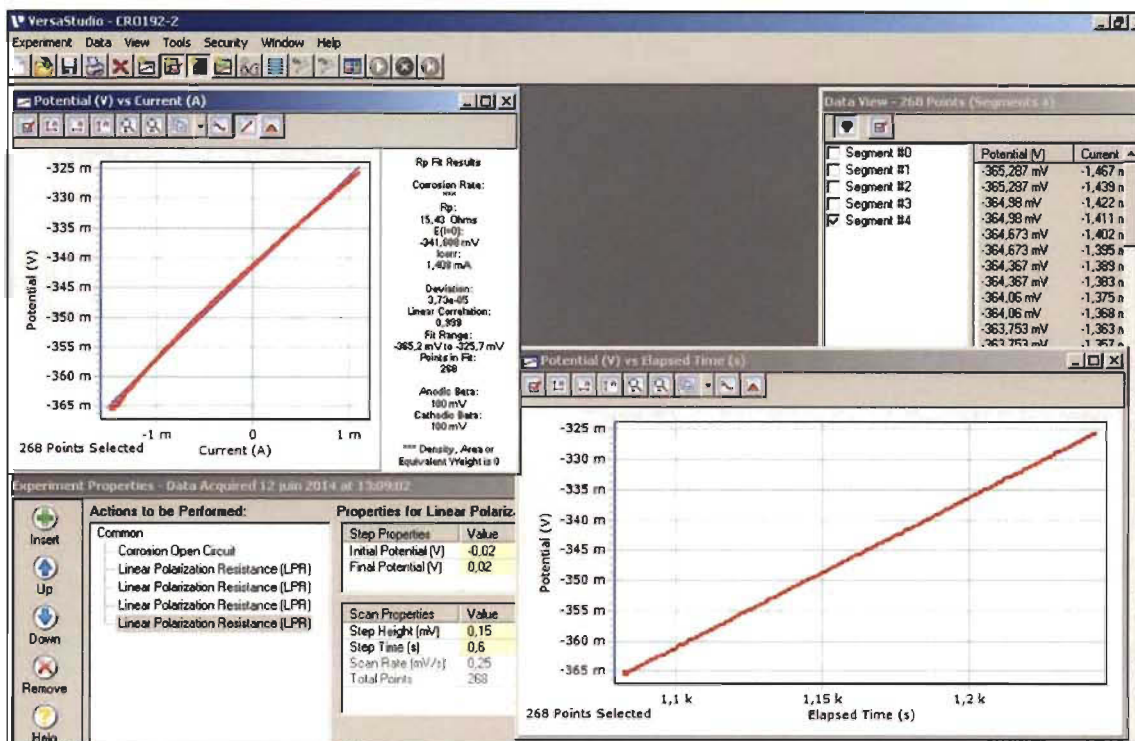 VersaStudio - CRO192-2
Experiment Data View Tools Security Window Help
Potential (V) vs Current (A)
-325 m
-330 m
-335 m
-340 m
-345 m
-350 m
-355 m
-360 m
-365 m
Potential (V)
-1 m 0 1 m
268 Points Selected
Current (A)
Rp Fit Results
Corrosion Rate:
***
Rp:
15,43 Ohms
E(I=0):
Icorr:
1,408 mA
Deviation:
3,73e-05
Linear Correlation:
0,999
Fit Range:
-365,2 mV to -325,7 mV
Points in Fit:
268
Anodic Beta:
100 mV
Cathodic Beta:
100 mV
*** Density, Area or
Equivalent Weight is 0
Data View - 268 Points (Segments 4)
Segment #0
Segment #1
Segment #2
Segment #3
Segment #4
Potential (V) Current
-365,287 mV -1,467 n
-365,287 mV -1,439 n
-364,98 mV -1,422 n
-364,98 mV -1,411 n
-364,673 mV -1,402 n
-364,673 mV -1,395 n
-364,367 mV -1,389 n
-364,367 mV -1,383 n
-364,06 mV -1,375 n
-364,06 mV -1,368 n
-363,753 mV -1,363 n
-363,753 mV -1,357 n
Potential (V) vs Elapsed Time (s)
-325 m
-330 m
-335 m
-340 m
-345 m
-350 m
-355 m
-360 m
-365 m
Potential (V)
1,1 k 1,15 k 1,2 k
268 Points Selected
Elapsed Time (s)
Experiment Properties - Data Acquired 12 juin 2014 at 13:09:02
Insert
Up
Down
Remove
Help
Actions to be Performed:
Common
Corrosion Open Circuit
Linear Polarization Resistance (LPR)
Linear Polarization Resistance (LPR)
Linear Polarization Resistance (LPR)
Linear Polarization Resistance (LPR)
Properties for Linear Polariz
Step Properties Value
Initial Potential (V) -0,02
Final Potential (V) 0,02
Scan Properties Value
Step Height (mV) 0,15
Step Time (s) 0,6
Scan Rate (mV/s) 0,25
Total Points 268